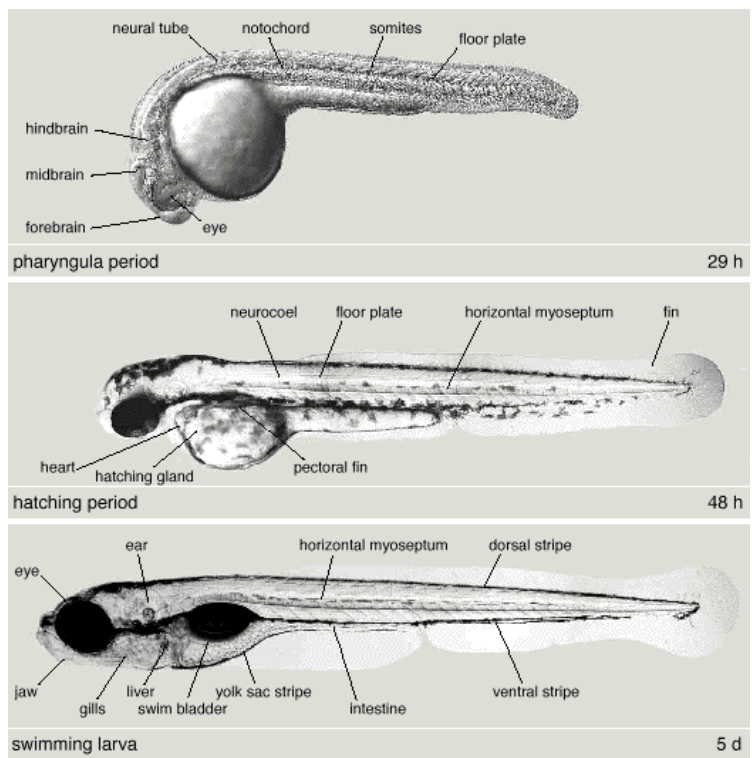 neural tube notochord somites floor plate
hindbrain
midbrain
forebrain eye
pharyngula period 29 h
neurocoel floor plate horizontal myoseptum fin
heart hatching gland pectoral fin
hatching period 48 h
ear horizontal myoseptum dorsal stripe
eye
jaw gills liver swim bladder yolk sac stripe intestine ventral stripe
swimming larva 5 d